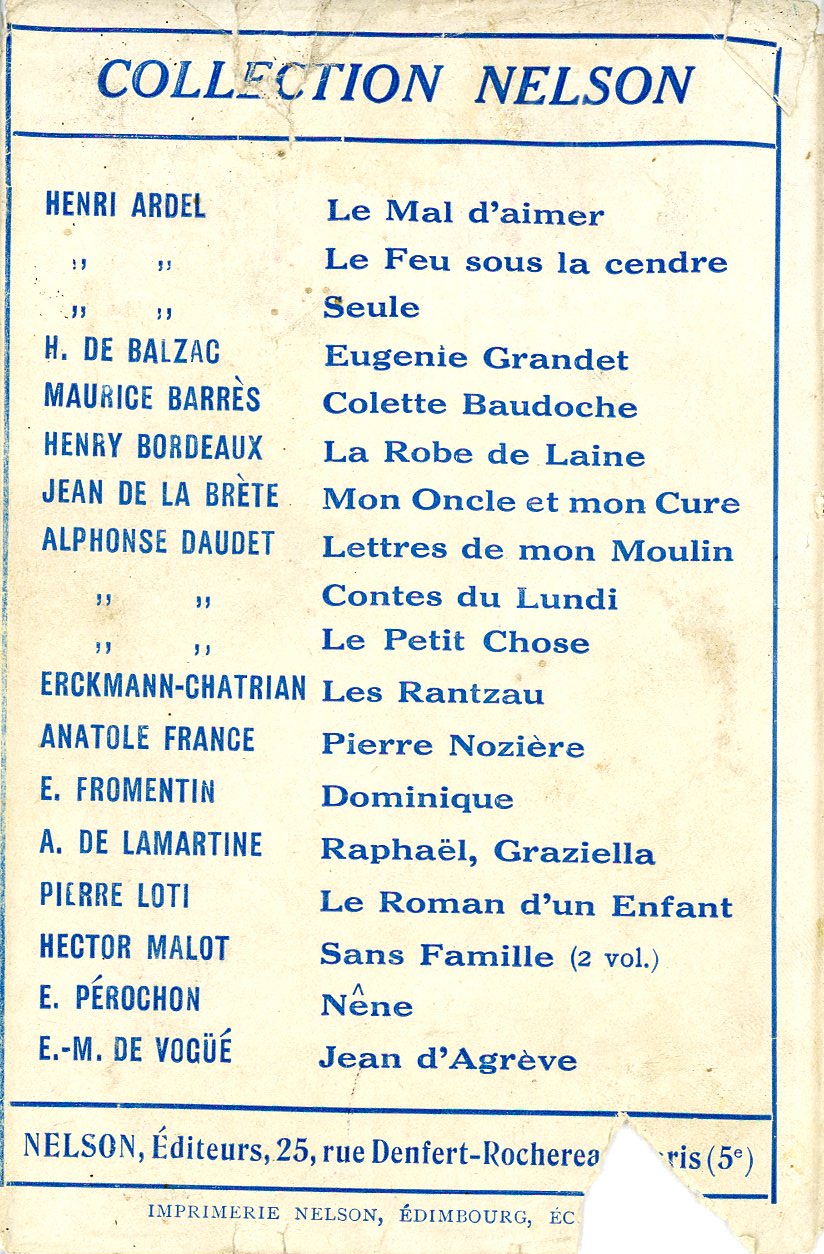 COLLECTION NELSON
HENRI ARDEL Le Mal d'aimer
,, ,, Le Feu sous la cendre
,, ,, Seule
H. DE BALZAC Eugenie Grandet
MAURICE BARRÈS Colette Baudoche
HENRY BORDEAUX La Robe de Laine
JEAN DE LA BRÈTE Mon Oncle et mon Cure
ALPHONSE DAUDET Lettres de mon Moulin
,, ,, Contes du Lundi
,, ,, Le Petit Chose
ERCKMANN-CHATRIAN Les Rantzau
ANATOLE FRANCE Pierre Nozière
E. FROMENTIN Dominique
A. DE LAMARTINE Raphaël, Graziella
PIERRE LOTI Le Roman d'un Enfant
HECTOR MALOT Sans Famille (2 vol.)
E. PÉROCHON Nêne
E.-M. DE VOGÜÉ Jean d'Agrève
NELSON, Éditeurs, 25, rue Denfert-Rocherea ris (5e)
IMPRIMERIE NELSON, ÉDIMBOURG, ÉC